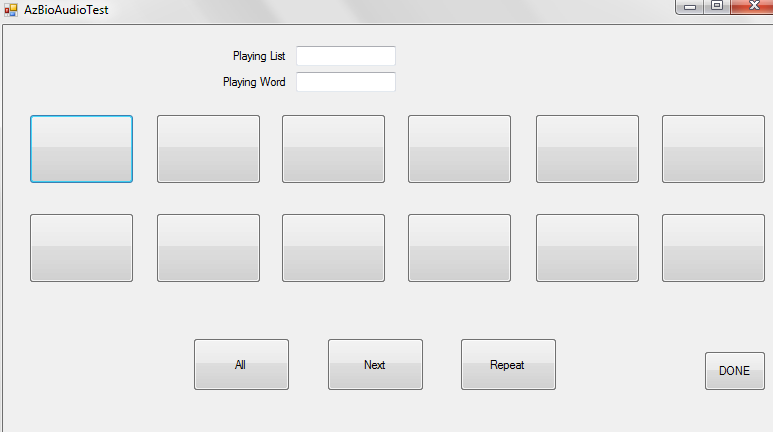 AzBioAudioTest
Playing List
Playing Word
All Next Repeat
DONE